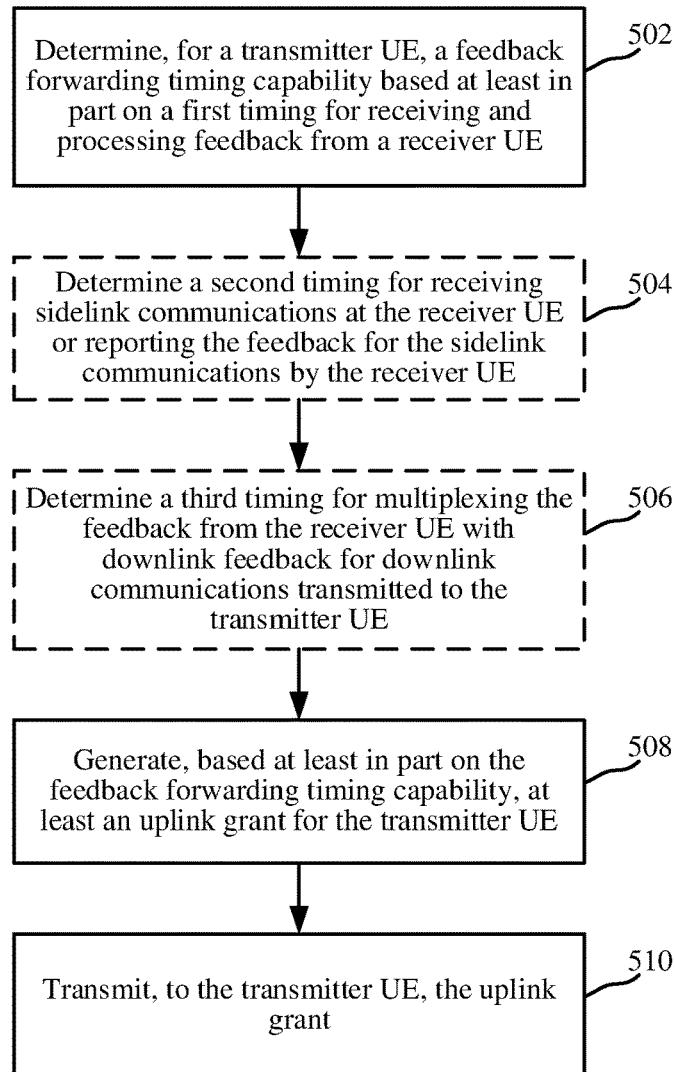 Determine, for a transmitter UE, a feedback
forwarding timing capability based at least in
part on a first timing for receiving and
processing feedback from a receiver UE
502
Determine a second timing for receiving
sidelink communications at the receiver UE
or reporting the feedback for the sidelink
communications by the receiver UE
504
Determine a third timing for multiplexing the
feedback from the receiver UE with
downlink feedback for downlink
communications transmitted to the
transmitter UE
506
Generate, based at least in part on the
feedback forwarding timing capability, at
least an uplink grant for the transmitter UE
508
Transmit, to the transmitter UE, the uplink
grant
510